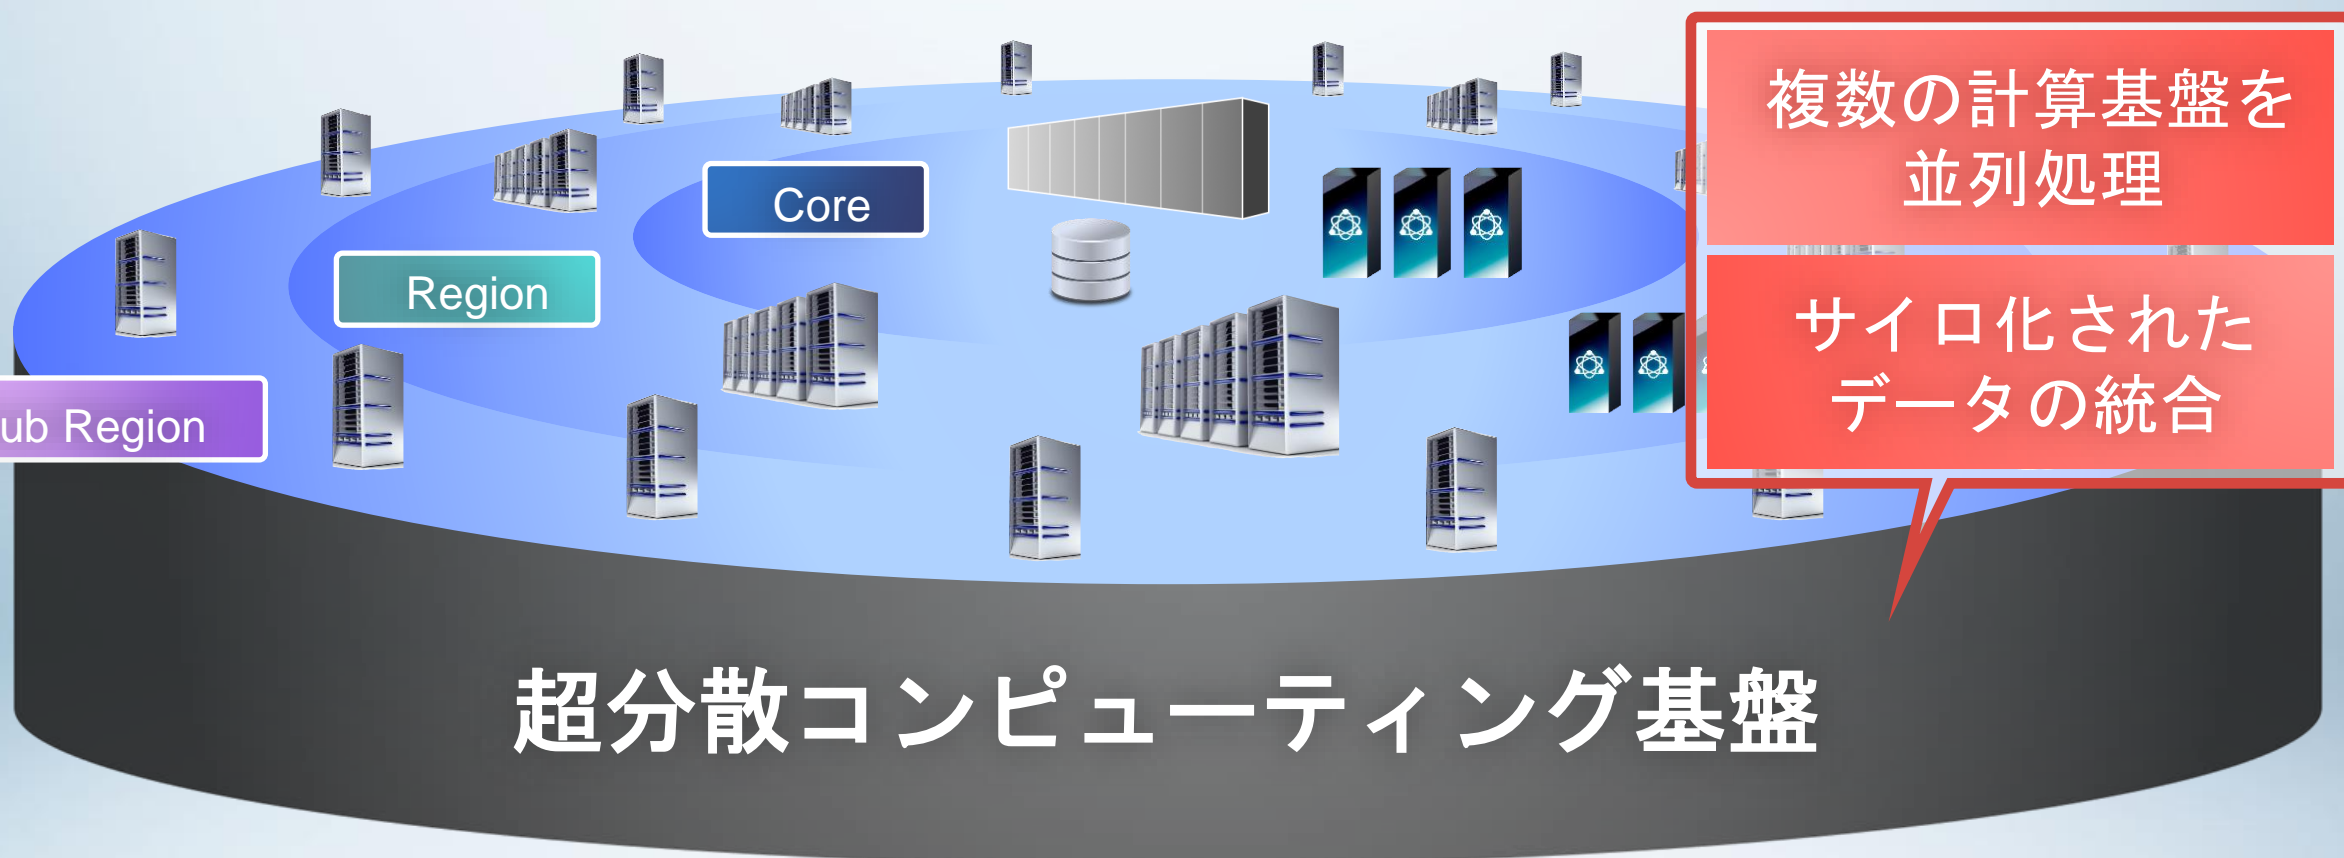 複数の計算基盤を
並列処理
Core
Region
サイロ化された
データの統合
ub Region
超分散コンピューティング基盤